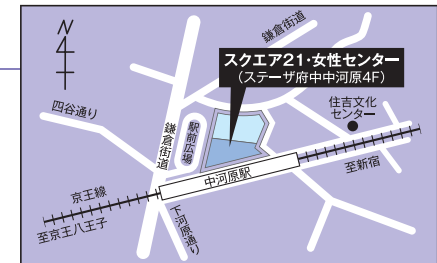 鎌倉街道
スクエア21・女性センター
(ステーザ府中中河原4F)
四谷通り
鎌倉街道
駅前広場
住吉文化
センター
中河原駅
至新宿
京王線
至京王八王子
下河原通り